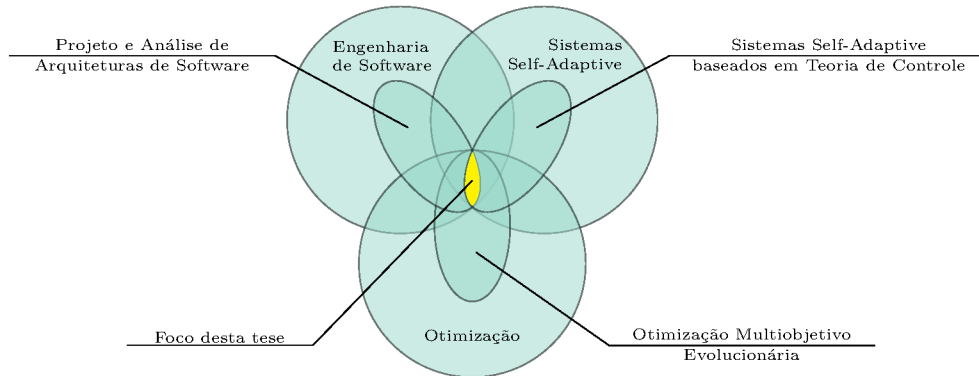 Projeto e Análise de
Arquiteturas de Software
Engenharia
de Software
Sistemas
Self-Adaptive
Sistemas Self-Adaptive
baseados em Teoria de Controle
Foco desta tese
Otimização
Otimização Multiobjetivo
Evolucionária